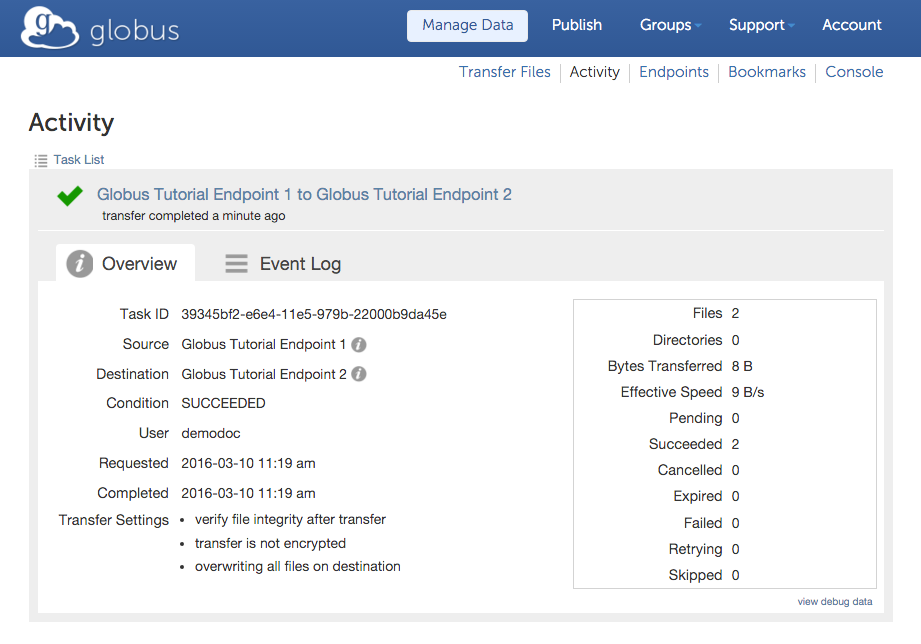 globus
Manage Data Publish Groups Support Account
Transfer Files Activity Endpoints Bookmarks Console
Activity
Task List
Globus Tutorial Endpoint 1 to Globus Tutorial Endpoint 2
transfer completed a minute ago
Overview Event Log
Task ID 39345bf2-e6e4-11e5-979b-22000b9da45e
Source Globus Tutorial Endpoint 1
Destination Globus Tutorial Endpoint 2
Condition SUCCEEDED
User demodoc
Requested 2016-03-10 11:19 am
Completed 2016-03-10 11:19 am
Transfer Settings • verify file integrity after transfer
• transfer is not encrypted
• overwriting all files on destination
Files 2
Directories 0
Bytes Transferred 8 B
Effective Speed 9 B/s
Pending 0
Succeeded 2
Cancelled 0
Expired 0
Failed 0
Retrying 0
Skipped 0
view debug data